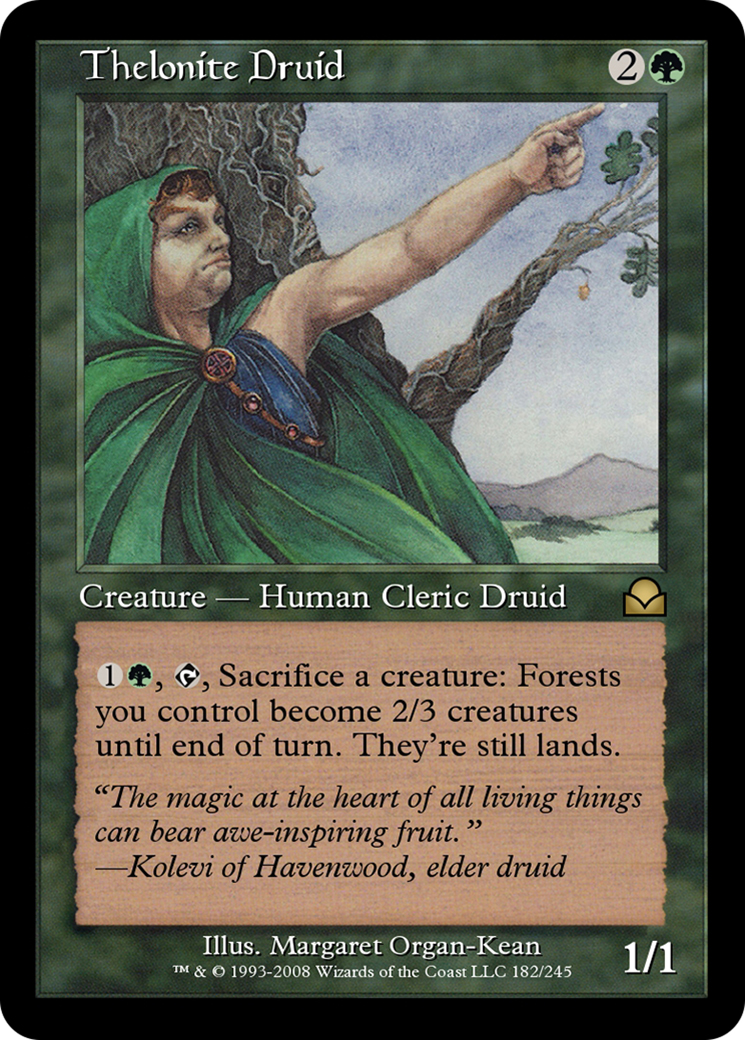 Thelonite Druid 2
Creature — Human Cleric Druid
1 , , Sacrifice a creature: Forests
you control become 2/3 creatures
until end of turn. They're still lands.
“The magic at the heart of all living things
can bear awe-inspiring fruit.”
—Kolevi of Havenwood, elder druid
Illus. Margaret Organ-Kean
™ & © 1993-2008 Wizards of the Coast LLC 182/245
1/1